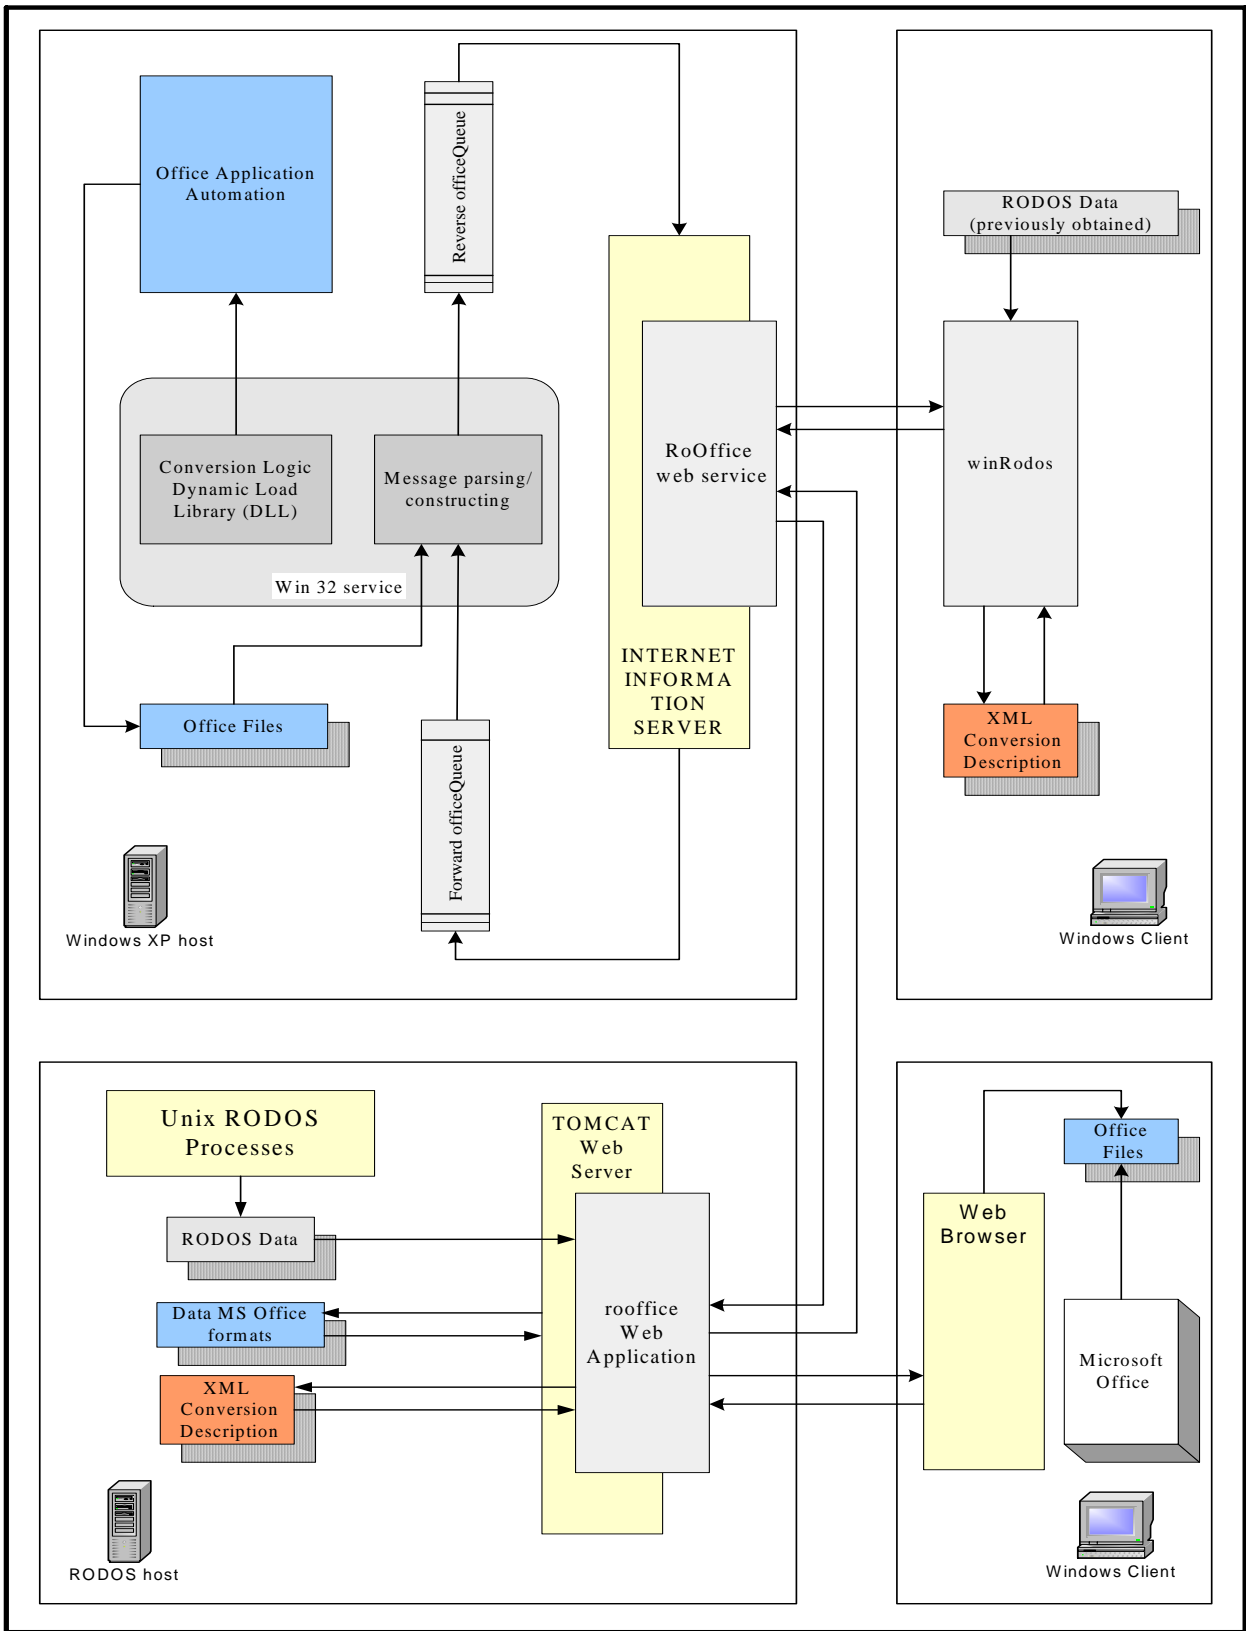 Office Application
Automation
Reverse officeQueue
Conversion Logic
Dynamic Load
Library (DLL)
Message parsing/
constructing
Win 32 service
Office Files
Forward officeQueue
RoOffice
web service
INTERNET
INFORMA
TION
SERVER
Windows XP host
RODOS Data
(previously obtained)
winRodos
XML
Conversion
Description
Windows Client
Unix RODOS
Processes
RODOS Data
Data MS Office
formats
XML
Conversion
Description
TOMCAT
Web
Server
rooffice
Web
Application
RODOS host
Office
Files
Web
Browser
Microsoft
Office
Windows Client